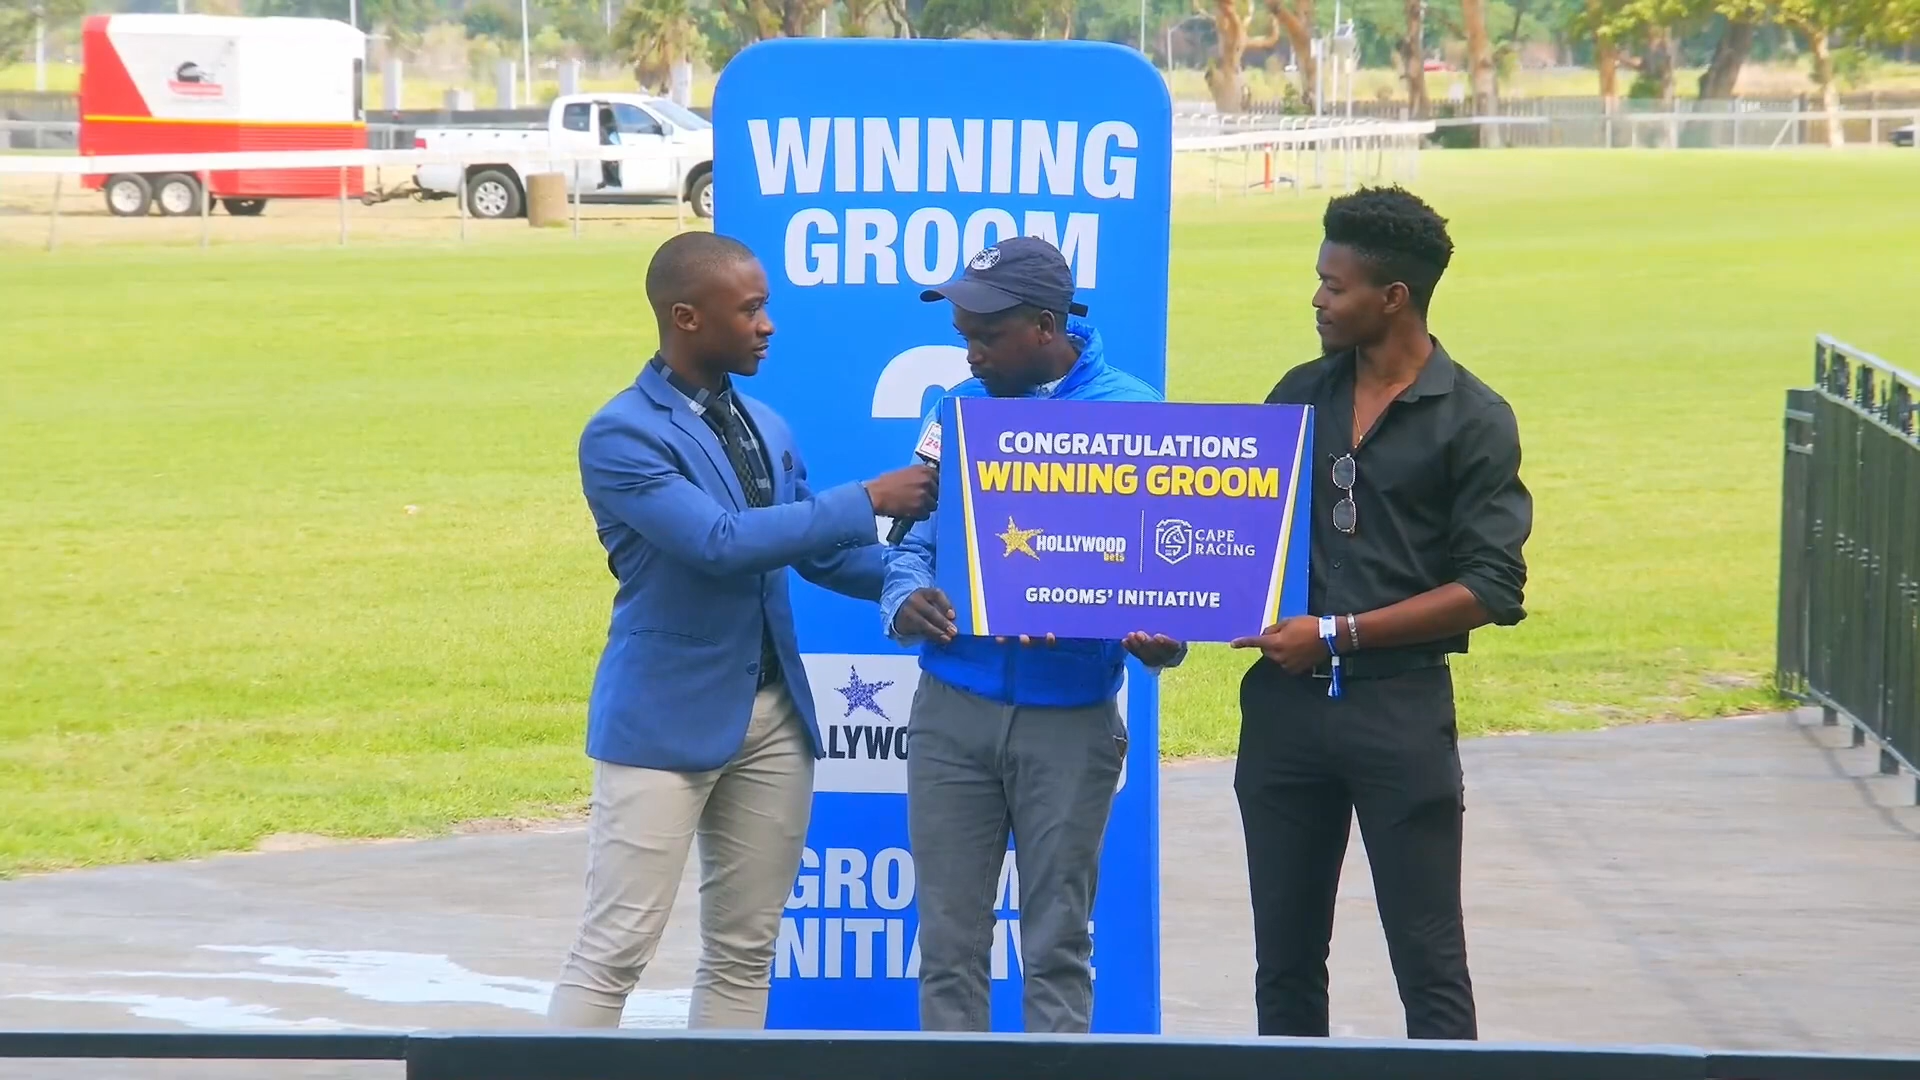 WINNING
GROOM
CONGRATULATIONS
WINNING GROOM
HOLLYWOOD
bets
CAPE
RACING
GROOMS' INITIATIVE